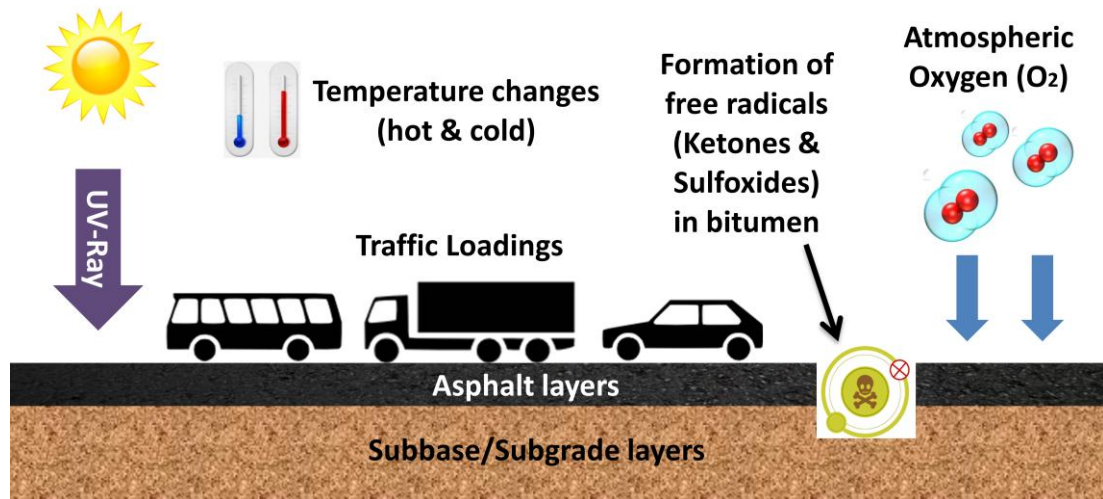 UV-Ray
Temperature changes
(hot & cold)
Traffic Loadings
Formation of
free radicals
(Ketones &
Sulfoxides)
in bitumen
Atmospheric
Oxygen (O₂)
Asphalt layers
Subbase/Subgrade layers